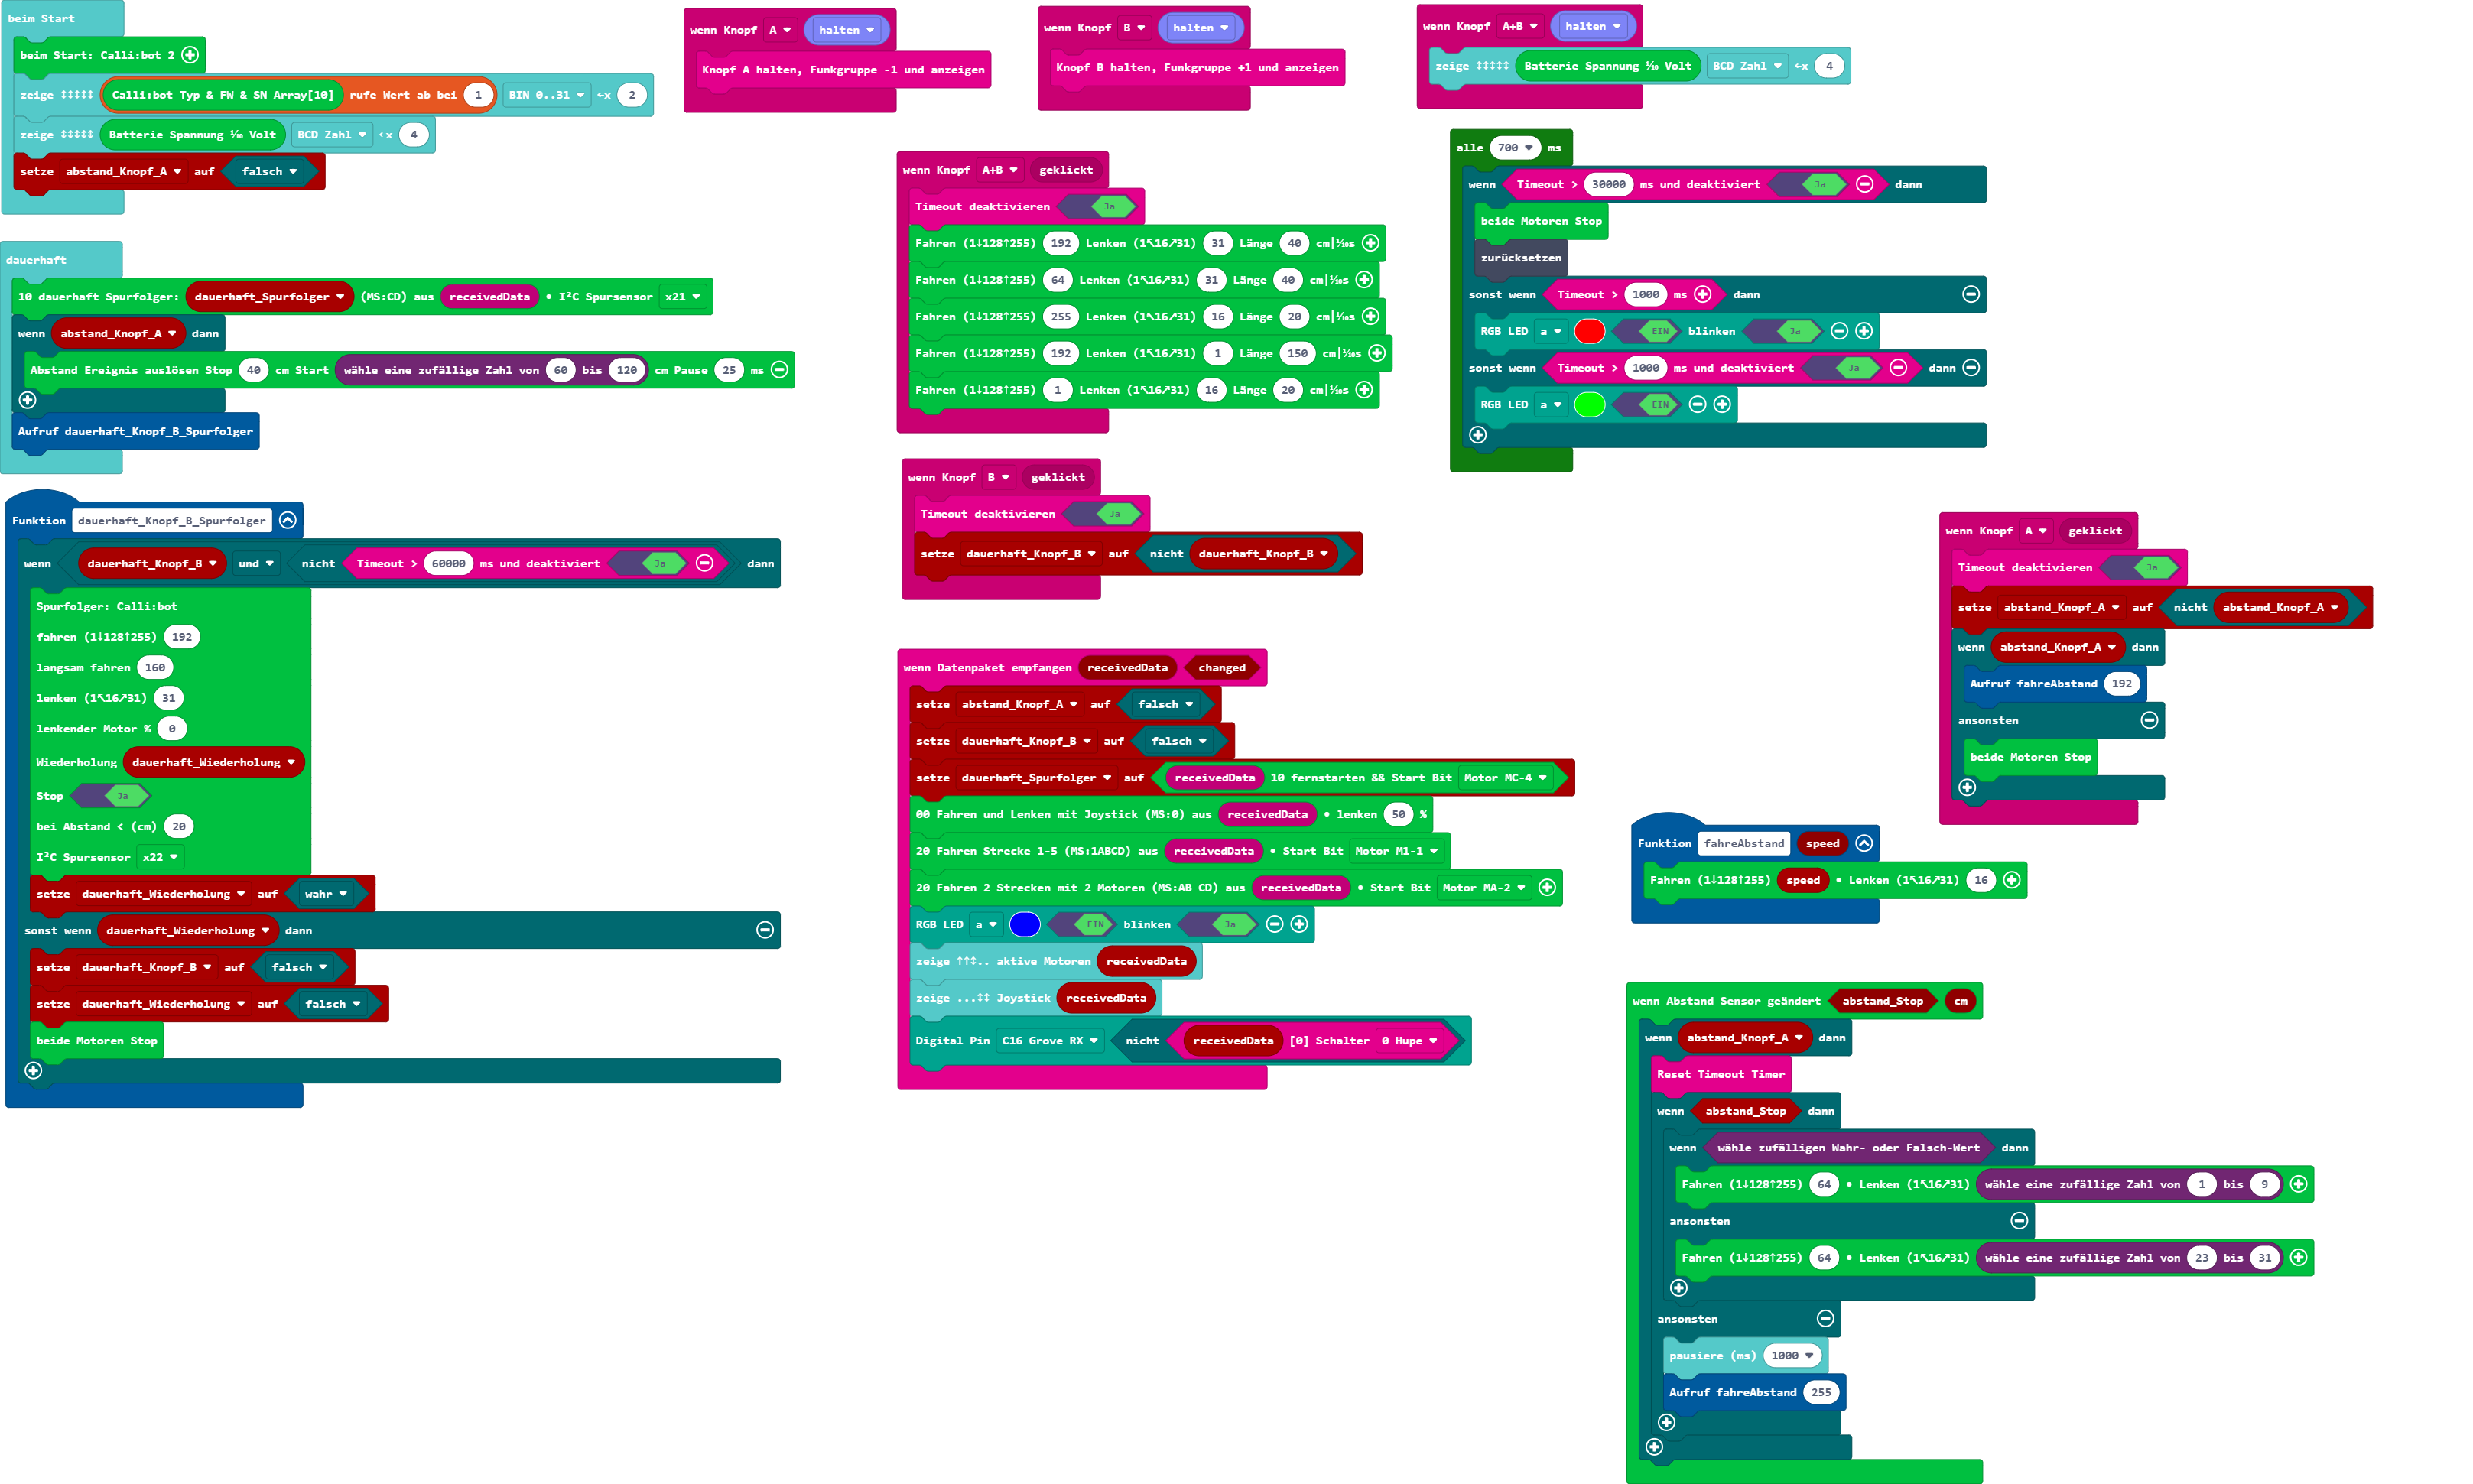 beim Start
beim Start: Calli:bot 2
zeige ↕↕↕↕↕ Calli:bot Typ & FW & SN Array[10] rufe Wert ab bei 1 BIN 0..31 ←x 2
zeige ↕↕↕↕↕ Batterie Spannung ⅒ Volt BCD Zahl ←x 4
setze abstand_Knopf_A auf falsch
dauerhaft
10 dauerhaft Spurfolger: dauerhaft_Spurfolger (MS:CD) aus receivedData • I²C Spursensor x21
wenn abstand_Knopf_A dann
Abstand Ereignis auslösen Stop 40 cm Start wähle eine zufällige Zahl von 60 bis 120 cm Pause 25 ms
Aufruf dauerhaft_Knopf_B_Spurfolger
Funktion dauerhaft_Knopf_B_Spurfolger
wenn dauerhaft_Knopf_B und nicht Timeout > 60000 ms und deaktiviert Ja dann
Spurfolger: Calli:bot
fahren (1↓128↑255) 192
langsam fahren 160
lenken (1↖16↗31) 31
lenkender Motor % 0
Wiederholung dauerhaft_Wiederholung
Stop Ja
bei Abstand < (cm) 20
I²C Spursensor x22
setze dauerhaft_Wiederholung auf wahr
sonst wenn dauerhaft_Wiederholung dann
setze dauerhaft_Knopf_B auf falsch
setze dauerhaft_Wiederholung auf falsch
beide Motoren Stop
wenn Knopf A halten
Knopf A halten, Funkgruppe -1 und anzeigen
wenn Knopf B halten
Knopf B halten, Funkgruppe +1 und anzeigen
wenn Knopf A+B halten
zeige ↕↕↕↕↕ Batterie Spannung ⅒ Volt BCD Zahl ←x 4
wenn Knopf A+B geklickt
Timeout deaktivieren Ja
Fahren (1↓128↑255) 192 Lenken (1↖16↗31) 31 Länge 40 cm|⅒s
Fahren (1↓128↑255) 64 Lenken (1↖16↗31) 31 Länge 40 cm|⅒s
Fahren (1↓128↑255) 255 Lenken (1↖16↗31) 16 Länge 20 cm|⅒s
Fahren (1↓128↑255) 192 Lenken (1↖16↗31) 1 Länge 150 cm|⅒s
Fahren (1↓128↑255) 1 Lenken (1↖16↗31) 16 Länge 20 cm|⅒s
wenn Knopf B geklickt
Timeout deaktivieren Ja
setze dauerhaft_Knopf_B auf nicht dauerhaft_Knopf_B
wenn Datenpaket empfangen receivedData changed
setze abstand_Knopf_A auf falsch
setze dauerhaft_Knopf_B auf falsch
setze dauerhaft_Spurfolger auf receivedData 10 fernstarten && Start Bit Motor MC-4
00 Fahren und Lenken mit Joystick (MS:0) aus receivedData • lenken 50 %
20 Fahren Strecke 1-5 (MS:1ABCD) aus receivedData • Start Bit Motor M1-1
20 Fahren 2 Strecken mit 2 Motoren (MS:AB CD) aus receivedData • Start Bit Motor MA-2
RGB LED a EIN blinken Ja
zeige ↑↑↕.. aktive Motoren receivedData
zeige ...↕↕ Joystick receivedData
Digital Pin C16 Grove RX nicht receivedData [0] Schalter 0 Hupe
alle 700 ms
wenn Timeout > 30000 ms und deaktiviert Ja dann
beide Motoren Stop
zurücksetzen
sonst wenn Timeout > 1000 ms dann
RGB LED a EIN blinken Ja
sonst wenn Timeout > 1000 ms und deaktiviert Ja dann
RGB LED a EIN
wenn Knopf A geklickt
Timeout deaktivieren Ja
setze abstand_Knopf_A auf nicht abstand_Knopf_A
wenn abstand_Knopf_A dann
Aufruf fahreAbstand 192
ansonsten
beide Motoren Stop
Funktion fahreAbstand speed
Fahren (1↓128↑255) speed • Lenken (1↖16↗31) 16
wenn Abstand Sensor geändert abstand_Stop cm
wenn abstand_Knopf_A dann
Reset Timeout Timer
wenn abstand_Stop dann
wenn wähle zufälligen Wahr- oder Falsch-Wert dann
Fahren (1↓128↑255) 64 • Lenken (1↖16↗31) wähle eine zufällige Zahl von 1 bis 9
ansonsten
Fahren (1↓128↑255) 64 • Lenken (1↖16↗31) wähle eine zufällige Zahl von 23 bis 31
ansonsten
pausiere (ms) 1000
Aufruf fahreAbstand 255